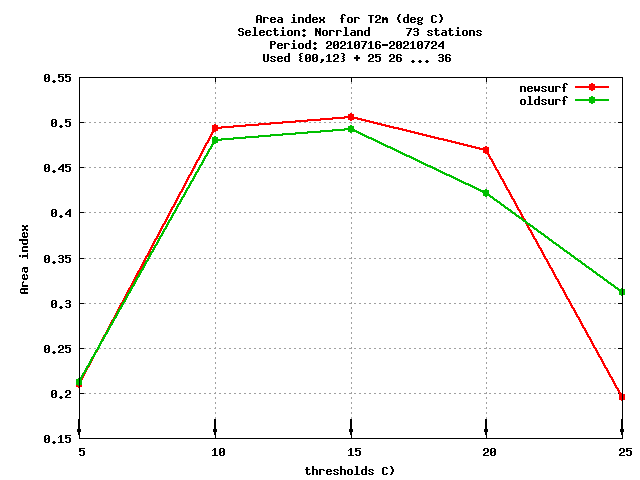 Area index  for T2m (deg C)
Selection: Norrland     73 stations
Period: 20210716-20210724
Used {00,12} + 25 26 ... 36
newsurf
oldsurf
0.55
0.5
0.45
0.4
0.35
0.3
0.25
0.2
0.15
Area index
5 10 15 20 25
thresholds C)